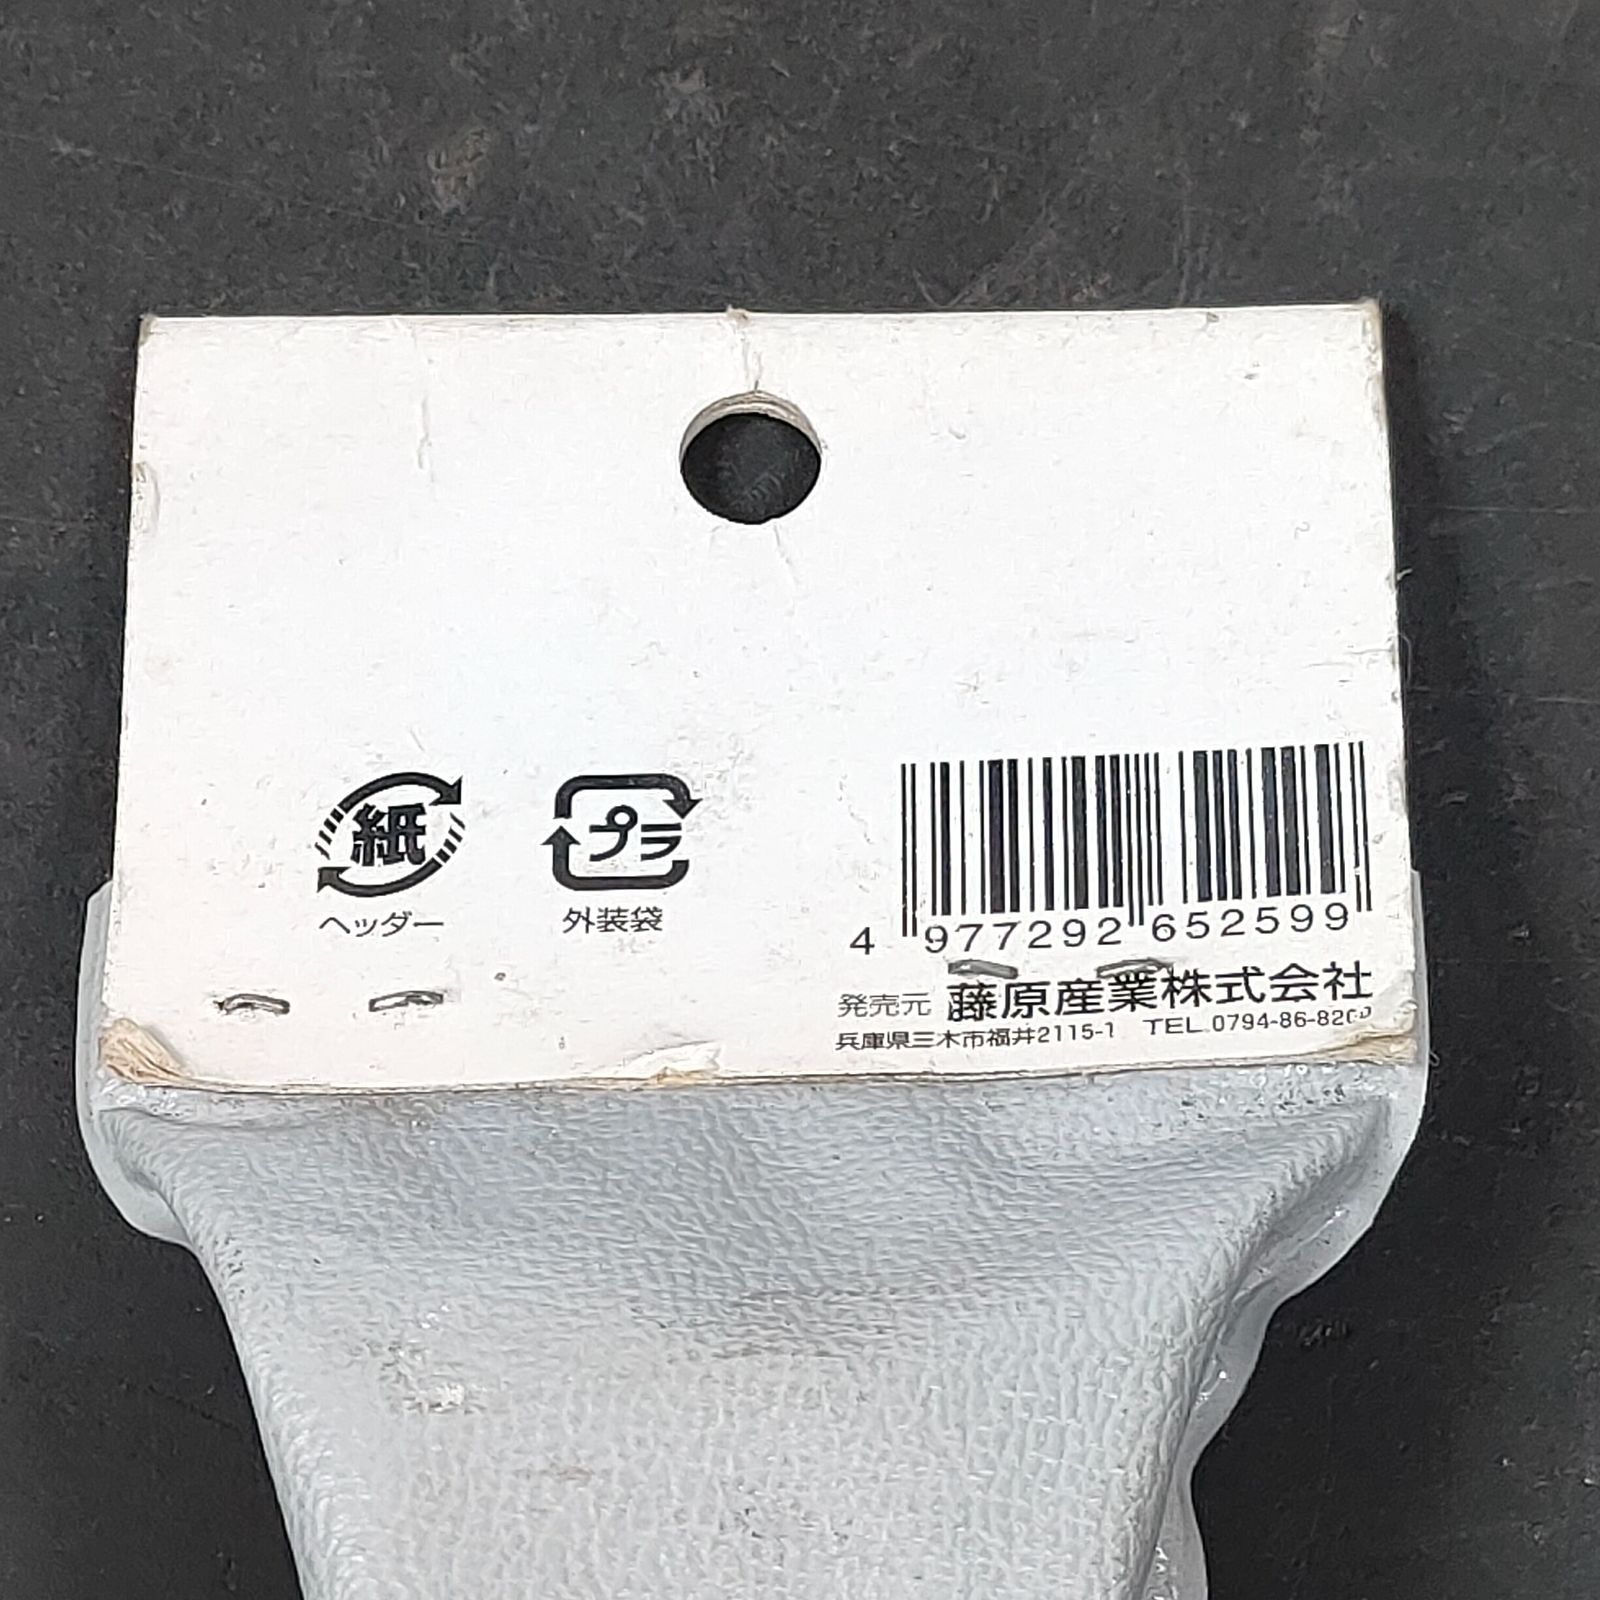 紙
ヘッダー
プラ
外装袋
4 977292 652599
発売元 藤原産業株式会社
兵庫県三木市福井2115-1 TEL.0794-86-820